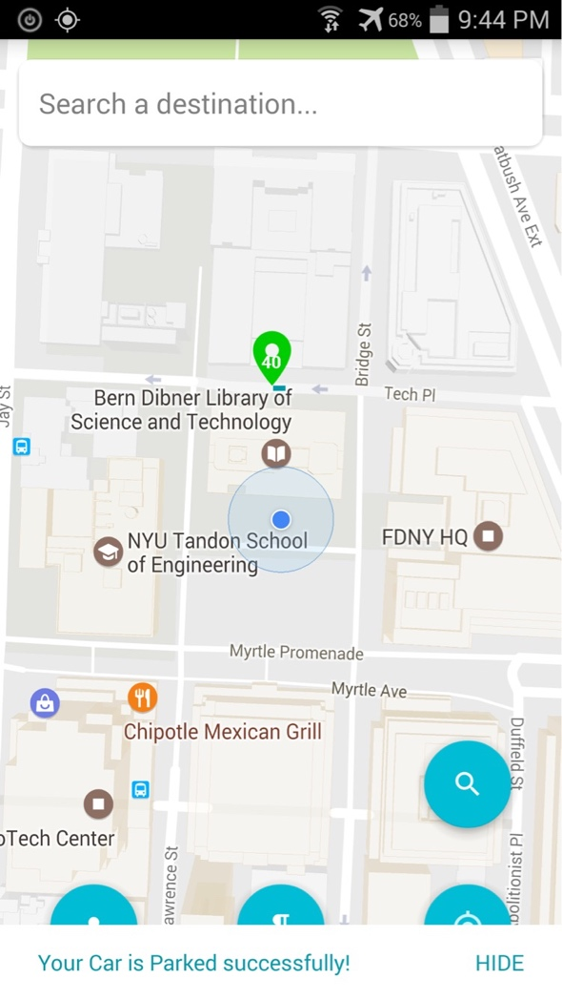 68% 9:44 PM
Search a destination...
atbush Ave Ext
Bridge St
40
Tech Pl
Jay St
Bern Dibner Library of
Science and Technology
NYU Tandon School
of Engineering
FDNY HQ
Myrtle Promenade
Myrtle Ave
Chipotle Mexican Grill
Duffield St
oTech Center
awrence St
bolitionist Pl
Your Car is Parked successfully! HIDE